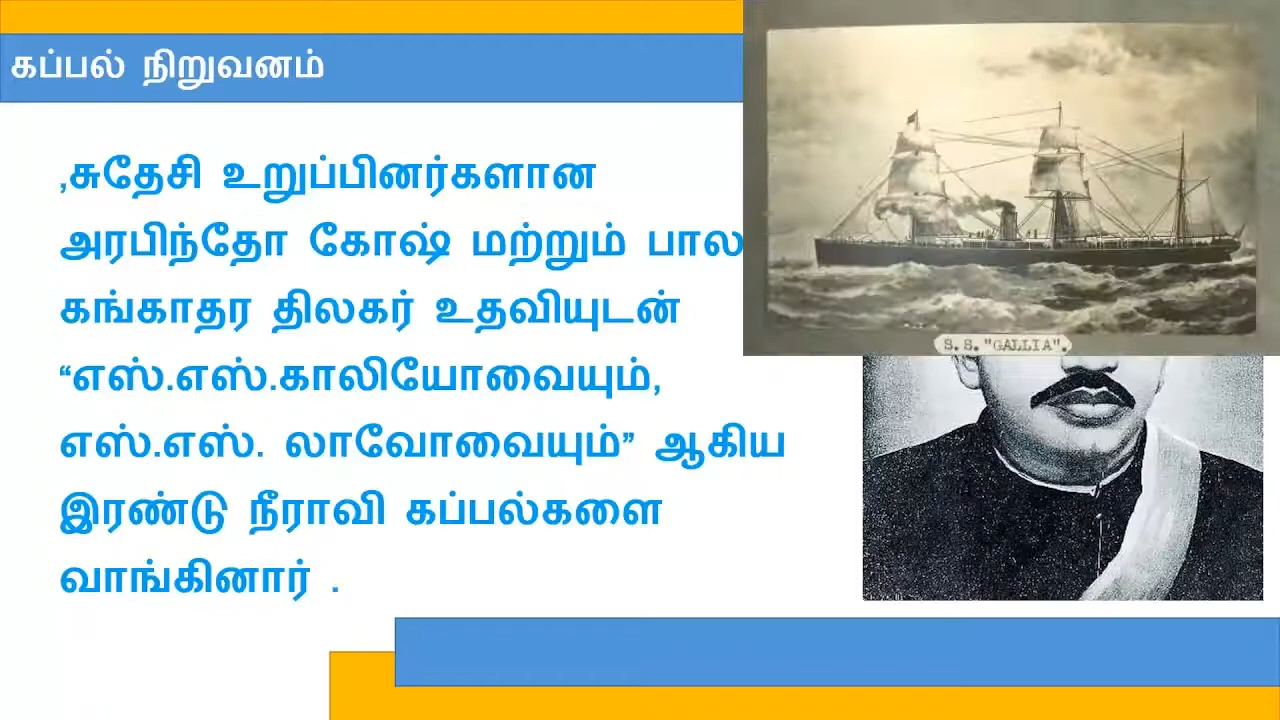 கப்பல் நிறுவனம்
,சுதேசி உறுப்பினர்களான
அரபிந்தோ கோஷ் மற்றும் பால
கங்காதர திலகர் உதவியுடன்
“எஸ்.எஸ்.காலியோவையும்,
எஸ்.எஸ். லாவோவையும்” ஆகிய
இரண்டு நீராவி கப்பல்களை
வாங்கினார் .
S.S."GALLIA".